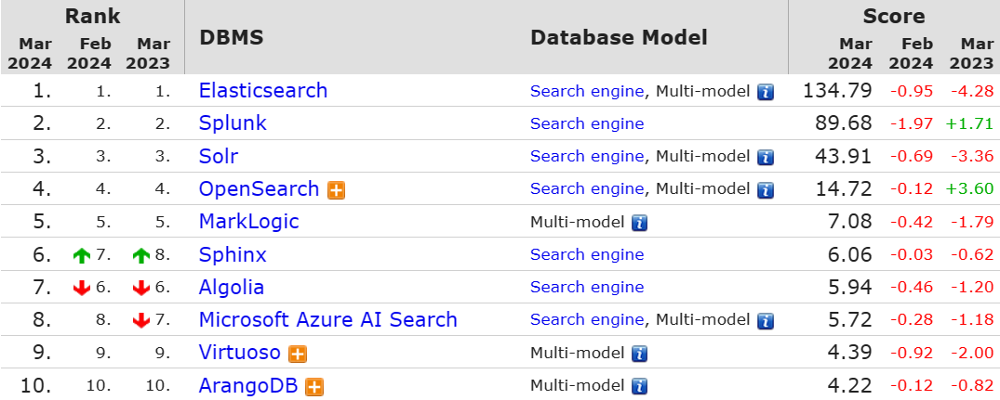 Rank DBMS Database Model Score
Mar 2024 Feb 2024 Mar 2023 Mar 2024 Feb 2024 Mar 2023
1. 1. 1. Elasticsearch Search engine, Multi-model i 134.79 -0.95 -4.28
2. 2. 2. Splunk Search engine 89.68 -1.97 +1.71
3. 3. 3. Solr Search engine, Multi-model i 43.91 -0.69 -3.36
4. 4. 4. OpenSearch Search engine, Multi-model i 14.72 -0.12 +3.60
5. 5. 5. MarkLogic Multi-model i 7.08 -0.42 -1.79
6. 7. 8. Sphinx Search engine 6.06 -0.03 -0.62
7. 6. 6. Algolia Search engine 5.94 -0.46 -1.20
8. 8. 7. Microsoft Azure AI Search Search engine, Multi-model i 5.72 -0.28 -1.18
9. 9. 9. Virtuoso Multi-model i 4.39 -0.92 -2.00
10. 10. 10. ArangoDB Multi-model i 4.22 -0.12 -0.82